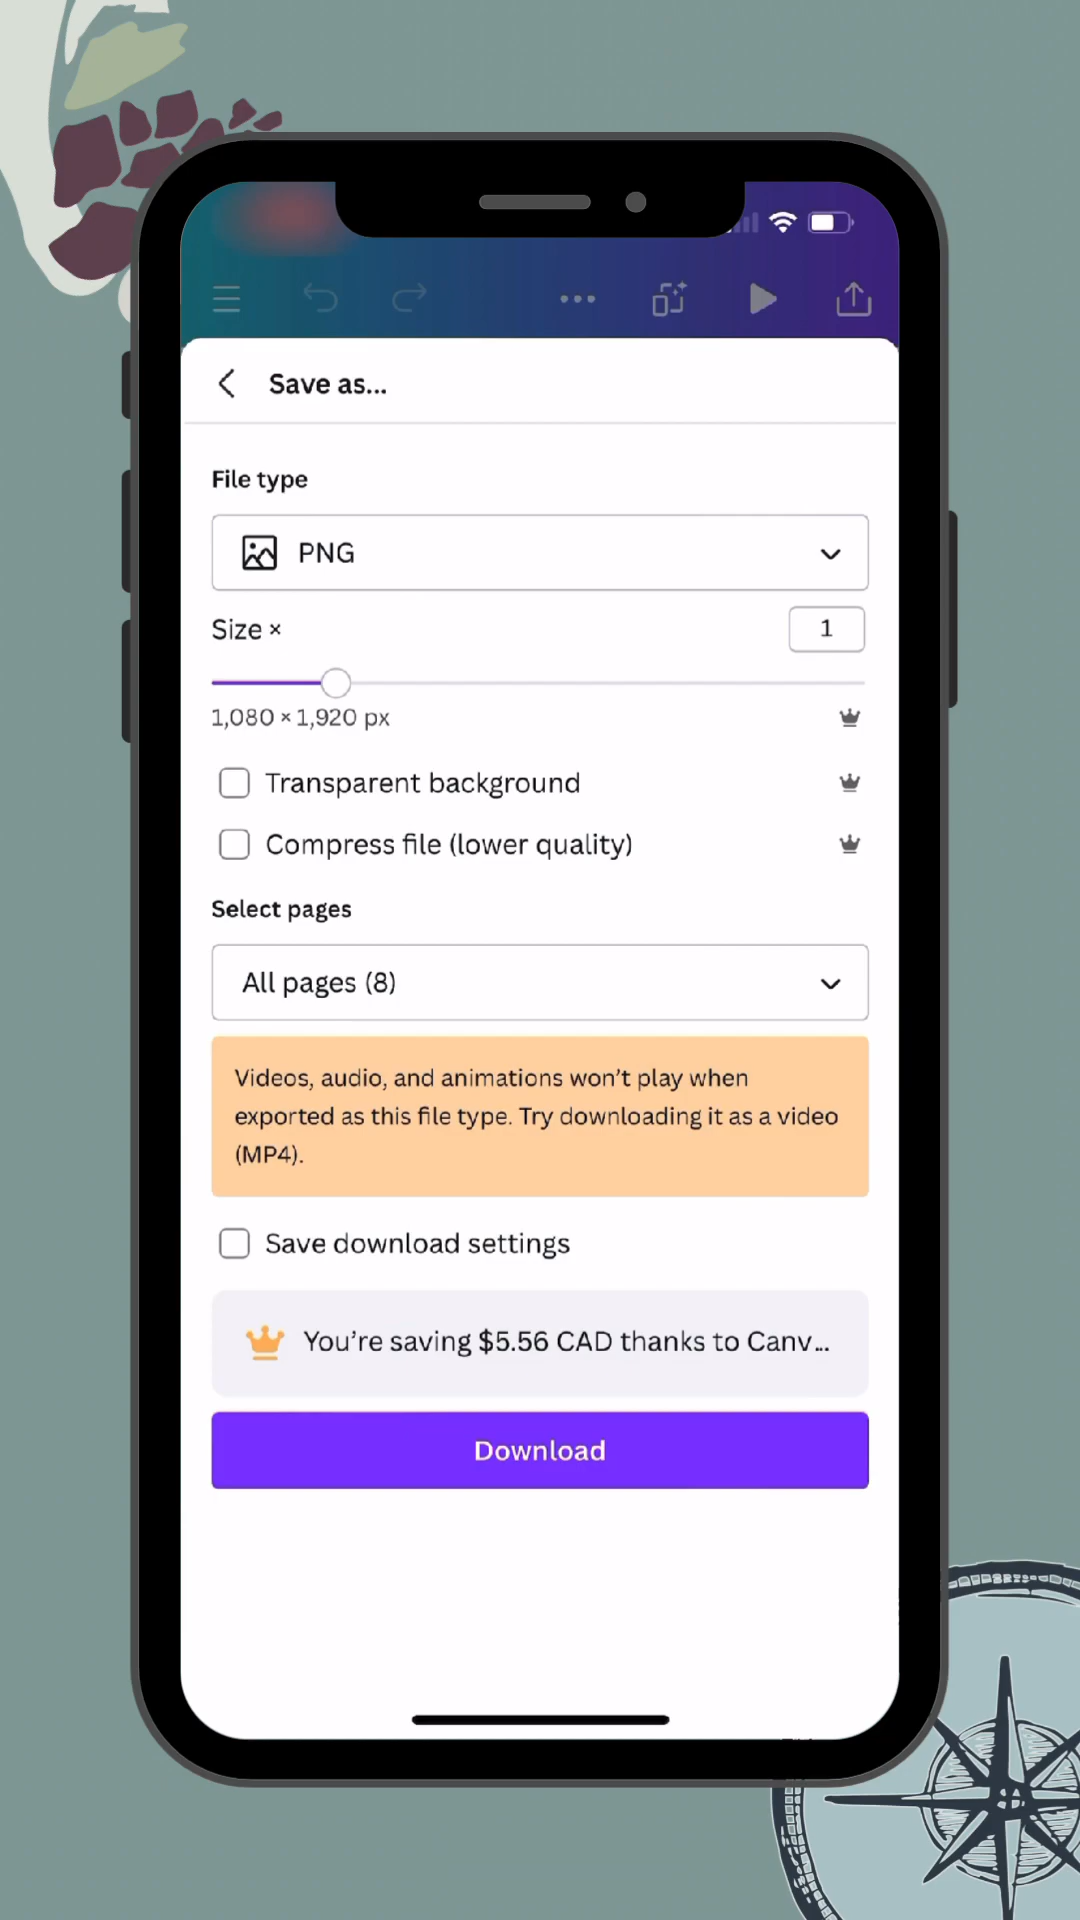 Save as...
File type
PNG
Size ×
1
1,080 × 1,920 px
Transparent background
Compress file (lower quality)
Select pages
All pages (8)
Videos, audio, and animations won't play when
exported as this file type. Try downloading it as a video
(MP4).
Save download settings
You're saving $5.56 CAD thanks to Canv...
Download